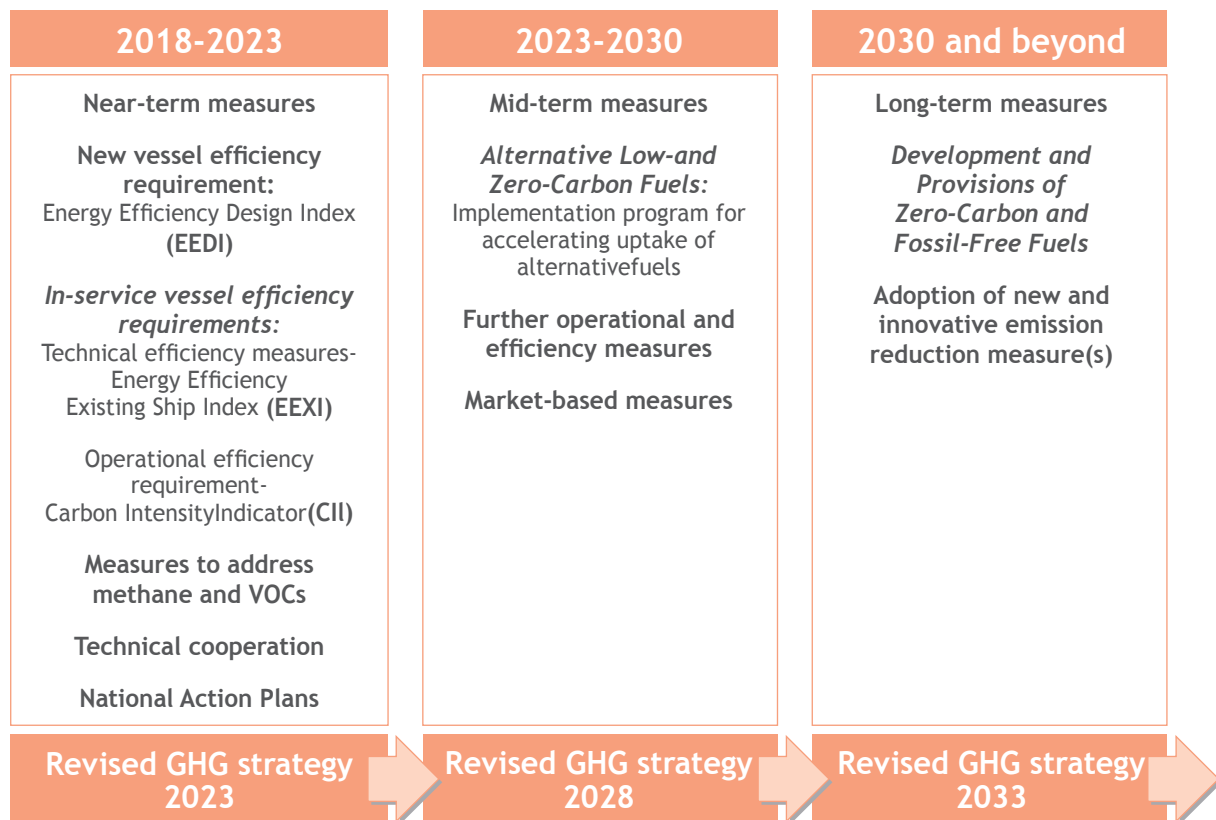 2018-2023
Near-term measures
New vessel efficiency
requirement:
Energy Efficiency Design Index
(EEDI)
In-service vessel efficiency
requirements:
Technical efficiency measures-
Energy Efficiency
Existing Ship Index (EEXI)
Operational efficiency
requirement-
Carbon IntensityIndicator(CII)
Measures to address
methane and VOCs
Technical cooperation
National Action Plans
Revised GHG strategy
2023
2023-2030
Mid-term measures
Alternative Low-and
Zero-Carbon Fuels:
Implementation program for
accelerating uptake of
alternativefuels
Further operational and
efficiency measures
Market-based measures
Revised GHG strategy
2028
2030 and beyond
Long-term measures
Development and
Provisions of
Zero-Carbon and
Fossil-Free Fuels
Adoption of new and
innovative emission
reduction measure(s)
Revised GHG strategy
2033